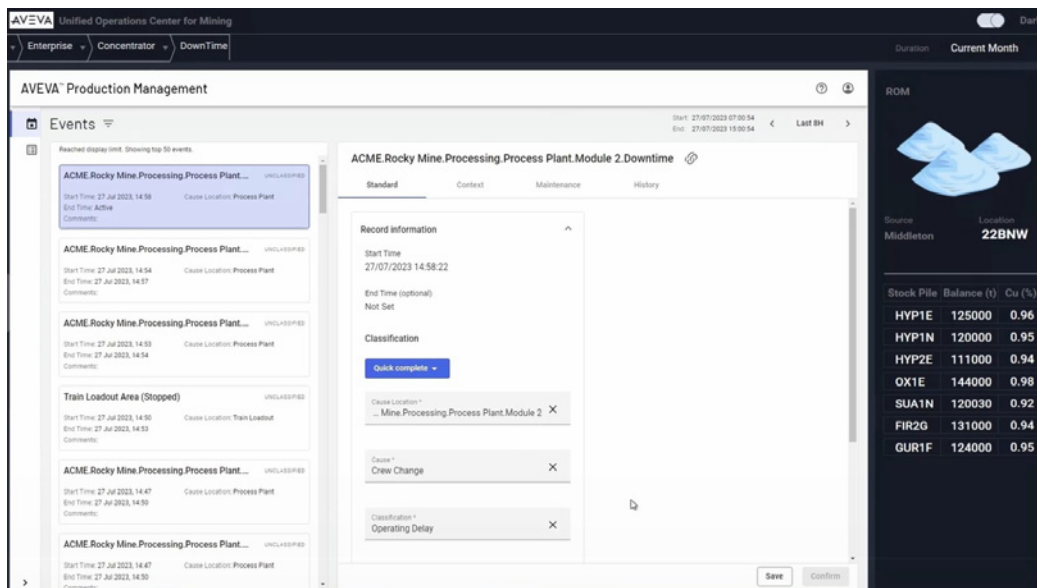 AVEVA Unified Operations Center for Mining
Dar
Enterprise Concentrator DownTime
Duration Current Month
AVEVA™ Production Management
Events
Start: 27/07/2023 07:00:54
End: 27/07/2023 15:00:54
Last 8H
Reached display limit. Showing top 50 events.
ACME.Rocky Mine.Processing.Process Plant.... UNCLASSIFIED
Start Time: 27 Jul 2023, 14:58 Cause Location: Process Plant
End Time: Active
Comments:
ACME.Rocky Mine.Processing.Process Plant.... UNCLASSIFIED
Start Time: 27 Jul 2023, 14:54 Cause Location: Process Plant
End Time: 27 Jul 2023, 14:57
Comments:
ACME.Rocky Mine.Processing.Process Plant.... UNCLASSIFIED
Start Time: 27 Jul 2023, 14:53 Cause Location: Process Plant
End Time: 27 Jul 2023, 14:54
Comments:
Train Loadout Area (Stopped) UNCLASSIFIED
Start Time: 27 Jul 2023, 14:50 Cause Location: Train Loadout
End Time: 27 Jul 2023, 14:53
Comments:
ACME.Rocky Mine.Processing.Process Plant.... UNCLASSIFIED
Start Time: 27 Jul 2023, 14:47 Cause Location: Process Plant
End Time: 27 Jul 2023, 14:50
Comments:
ACME.Rocky Mine.Processing.Process Plant.... UNCLASSIFIED
Start Time: 27 Jul 2023, 14:47 Cause Location: Process Plant
End Time: 27 Jul 2023, 14:50
Comments:
ACME.Rocky Mine.Processing.Process Plant.Module 2.Downtime
Standard Context Maintenance History
Record information
Start Time
27/07/2023 14:58:22
End Time (optional)
Not Set
Classification
Quick complete
Cause Location *
... Mine.Processing.Process Plant.Module 2
Cause *
Crew Change
Classification *
Operating Delay
Save Confirm
ROM
Source Location
Middleton 22BNW
Stock Pile Balance (t) Cu (%)
HYP1E 125000 0.96
HYP1N 120000 0.95
HYP2E 111000 0.94
OX1E 144000 0.98
SUA1N 120030 0.92
FIR2G 131000 0.94
GUR1F 124000 0.95